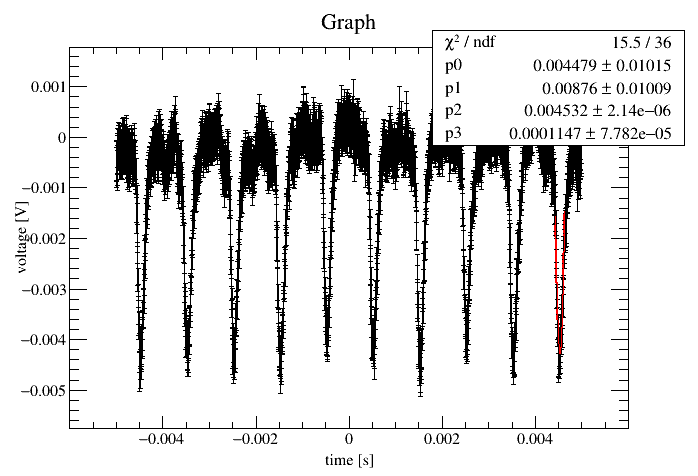 Graph
χ² / ndf 15.5 / 36
p0 0.004479 ± 0.01015
p1 0.00876 ± 0.01009
p2 0.004532 ± 2.14e−06
p3 0.0001147 ± 7.782e−05
0.001
0
−0.001
−0.002
−0.003
−0.004
−0.005
voltage [V]
−0.004 −0.002 0 0.002 0.004
time [s]